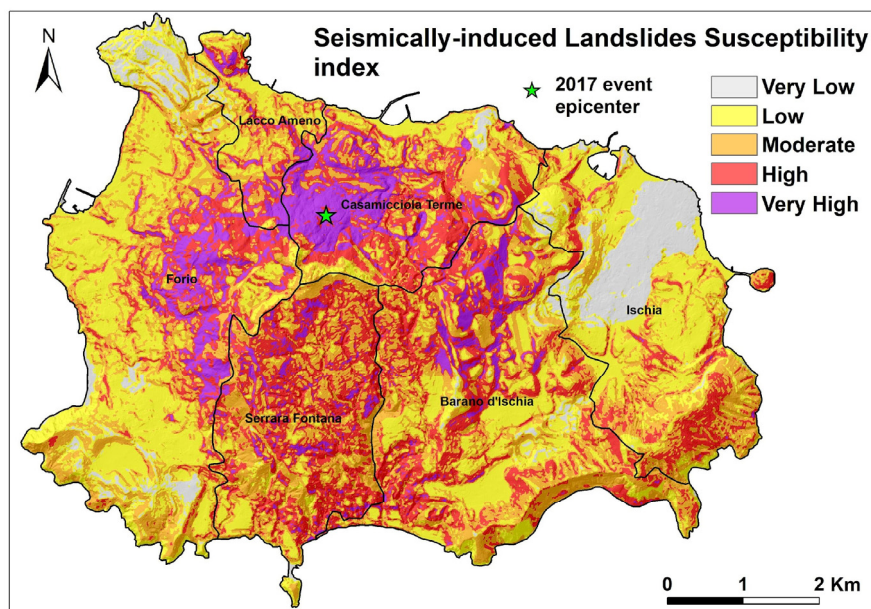 N
Seismically-induced Landslides Susceptibility
index
2017 event
epicenter
Very Low
Low
Moderate
High
Very High
Lacco Ameno
Casamicciola Terme
Forio
Ischia
Barano d'Ischia
Serrara Fontana
0 1 2 Km